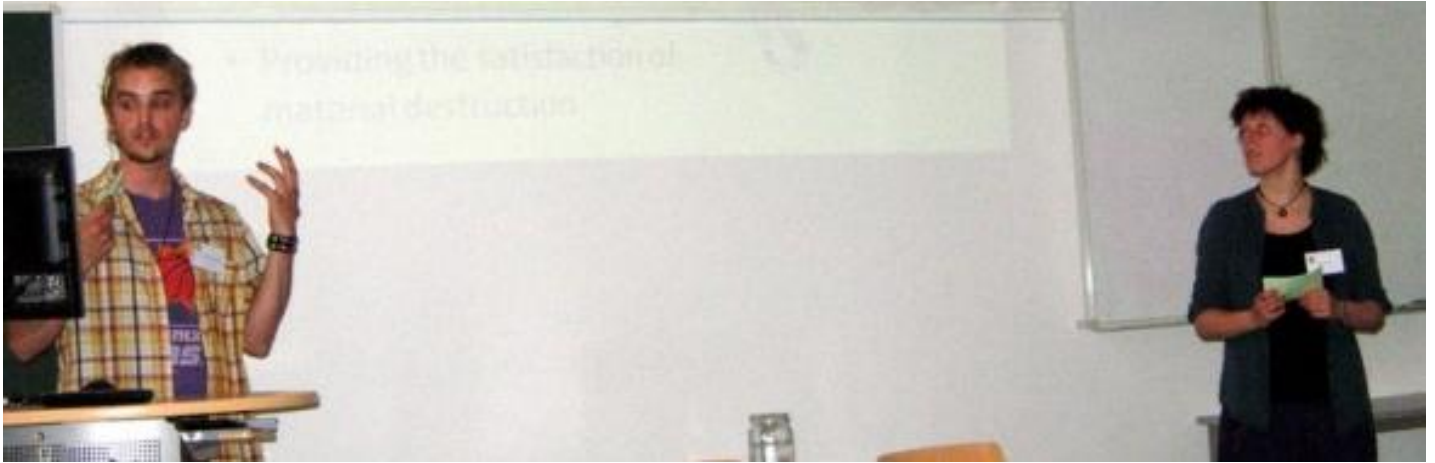 • Providing the satisfaction of
material destruction